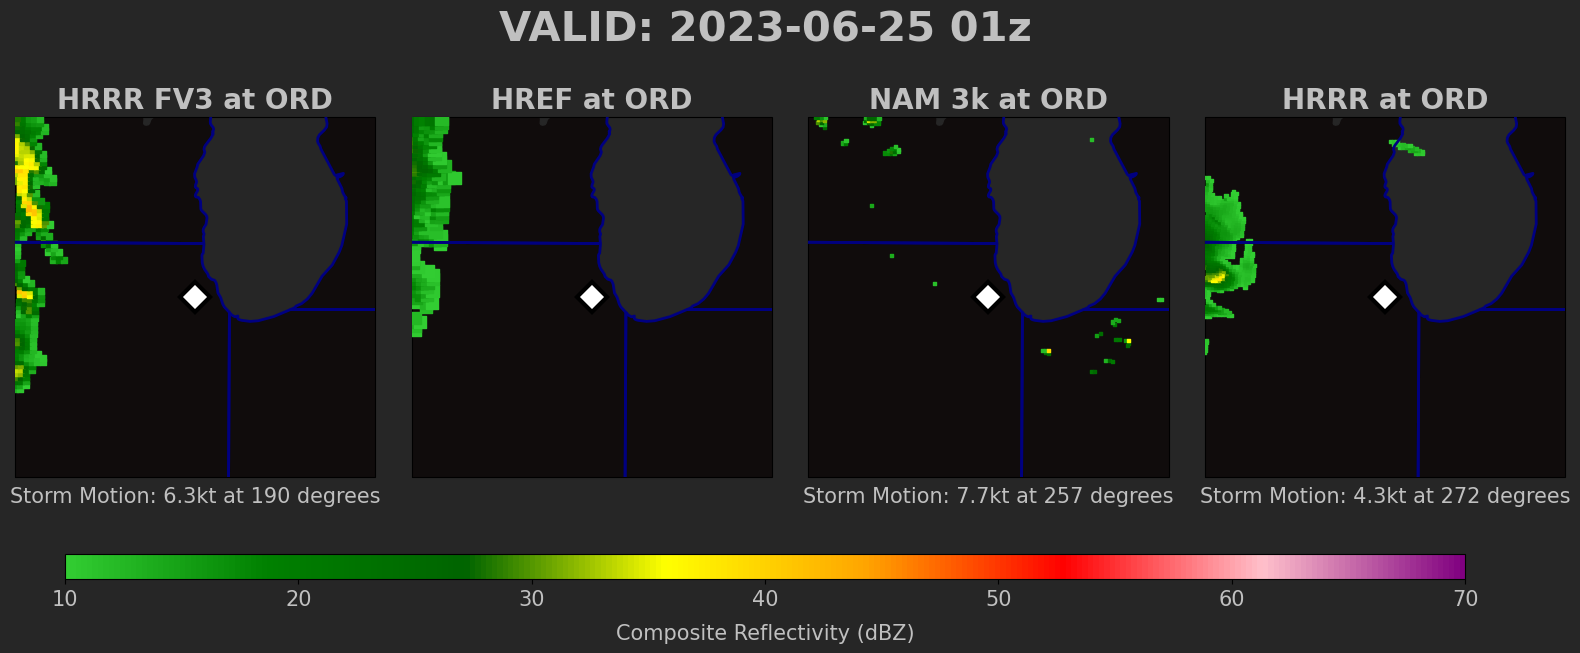 VALID: 2023-06-25 01z
HRRR FV3 at ORD
HREF at ORD
NAM 3k at ORD
HRRR at ORD
Storm Motion: 6.3kt at 190 degrees
Storm Motion: 7.7kt at 257 degrees
Storm Motion: 4.3kt at 272 degrees
10 20 30 40 50 60 70
Composite Reflectivity (dBZ)